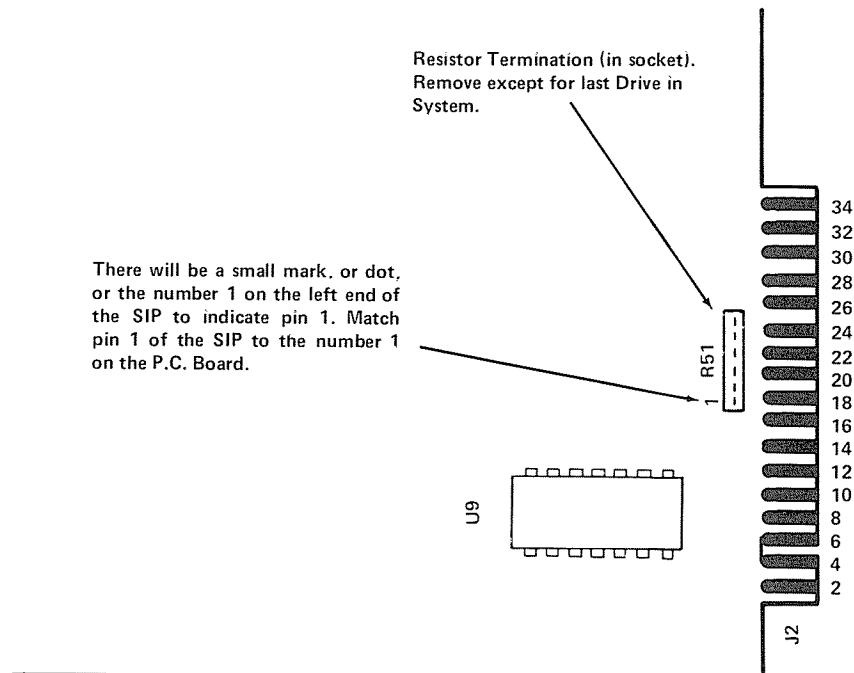 Resistor Termination (in socket).
Remove except for last Drive in
System.
There will be a small mark, or dot,
or the number 1 on the left end of
the SIP to indicate pin 1. Match
pin 1 of the SIP to the number 1
on the P.C. Board.
R51
1
U9
34
32
30
28
26
24
22
20
18
16
14
12
10
8
6
4
2
J2